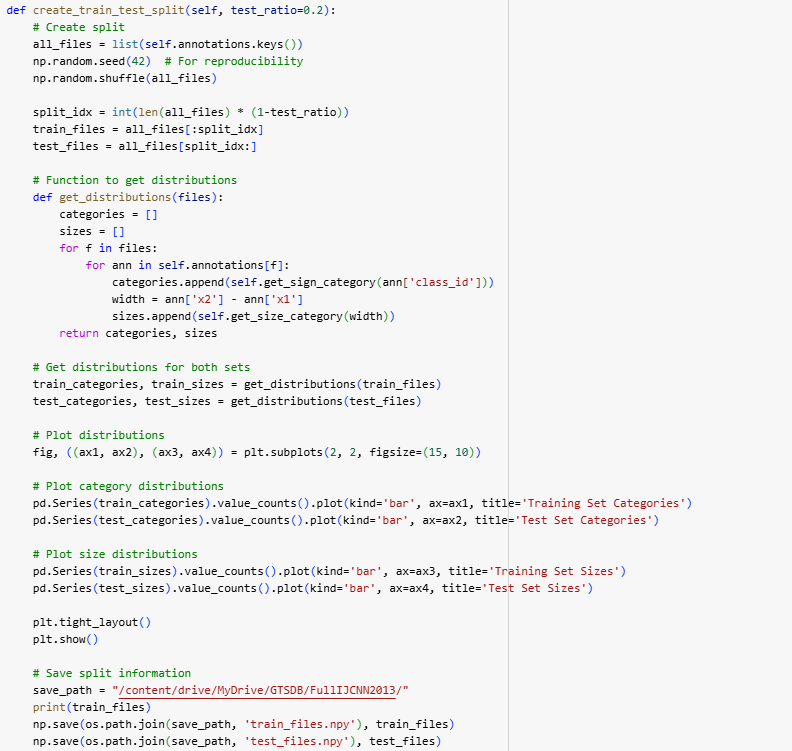 def create_train_test_split(self, test_ratio=0.2):
    # Create split
    all_files = list(self.annotations.keys())
    np.random.seed(42)  # For reproducibility
    np.random.shuffle(all_files)

    split_idx = int(len(all_files) * (1-test_ratio))
    train_files = all_files[:split_idx]
    test_files = all_files[split_idx:]

    # Function to get distributions
    def get_distributions(files):
        categories = []
        sizes = []
        for f in files:
            for ann in self.annotations[f]:
                categories.append(self.get_sign_category(ann['class_id']))
                width = ann['x2'] - ann['x1']
                sizes.append(self.get_size_category(width))
        return categories, sizes

    # Get distributions for both sets
    train_categories, train_sizes = get_distributions(train_files)
    test_categories, test_sizes = get_distributions(test_files)

    # Plot distributions
    fig, ((ax1, ax2), (ax3, ax4)) = plt.subplots(2, 2, figsize=(15, 10))

    # Plot category distributions
    pd.Series(train_categories).value_counts().plot(kind='bar', ax=ax1, title='Training Set Categories')
    pd.Series(test_categories).value_counts().plot(kind='bar', ax=ax2, title='Test Set Categories')

    # Plot size distributions
    pd.Series(train_sizes).value_counts().plot(kind='bar', ax=ax3, title='Training Set Sizes')
    pd.Series(test_sizes).value_counts().plot(kind='bar', ax=ax4, title='Test Set Sizes')

    plt.tight_layout()
    plt.show()

    # Save split information
    save_path = "/content/drive/MyDrive/GTSDB/FullIJCNN2013/"
    print(train_files)
    np.save(os.path.join(save_path, 'train_files.npy'), train_files)
    np.save(os.path.join(save_path, 'test_files.npy'), test_files)